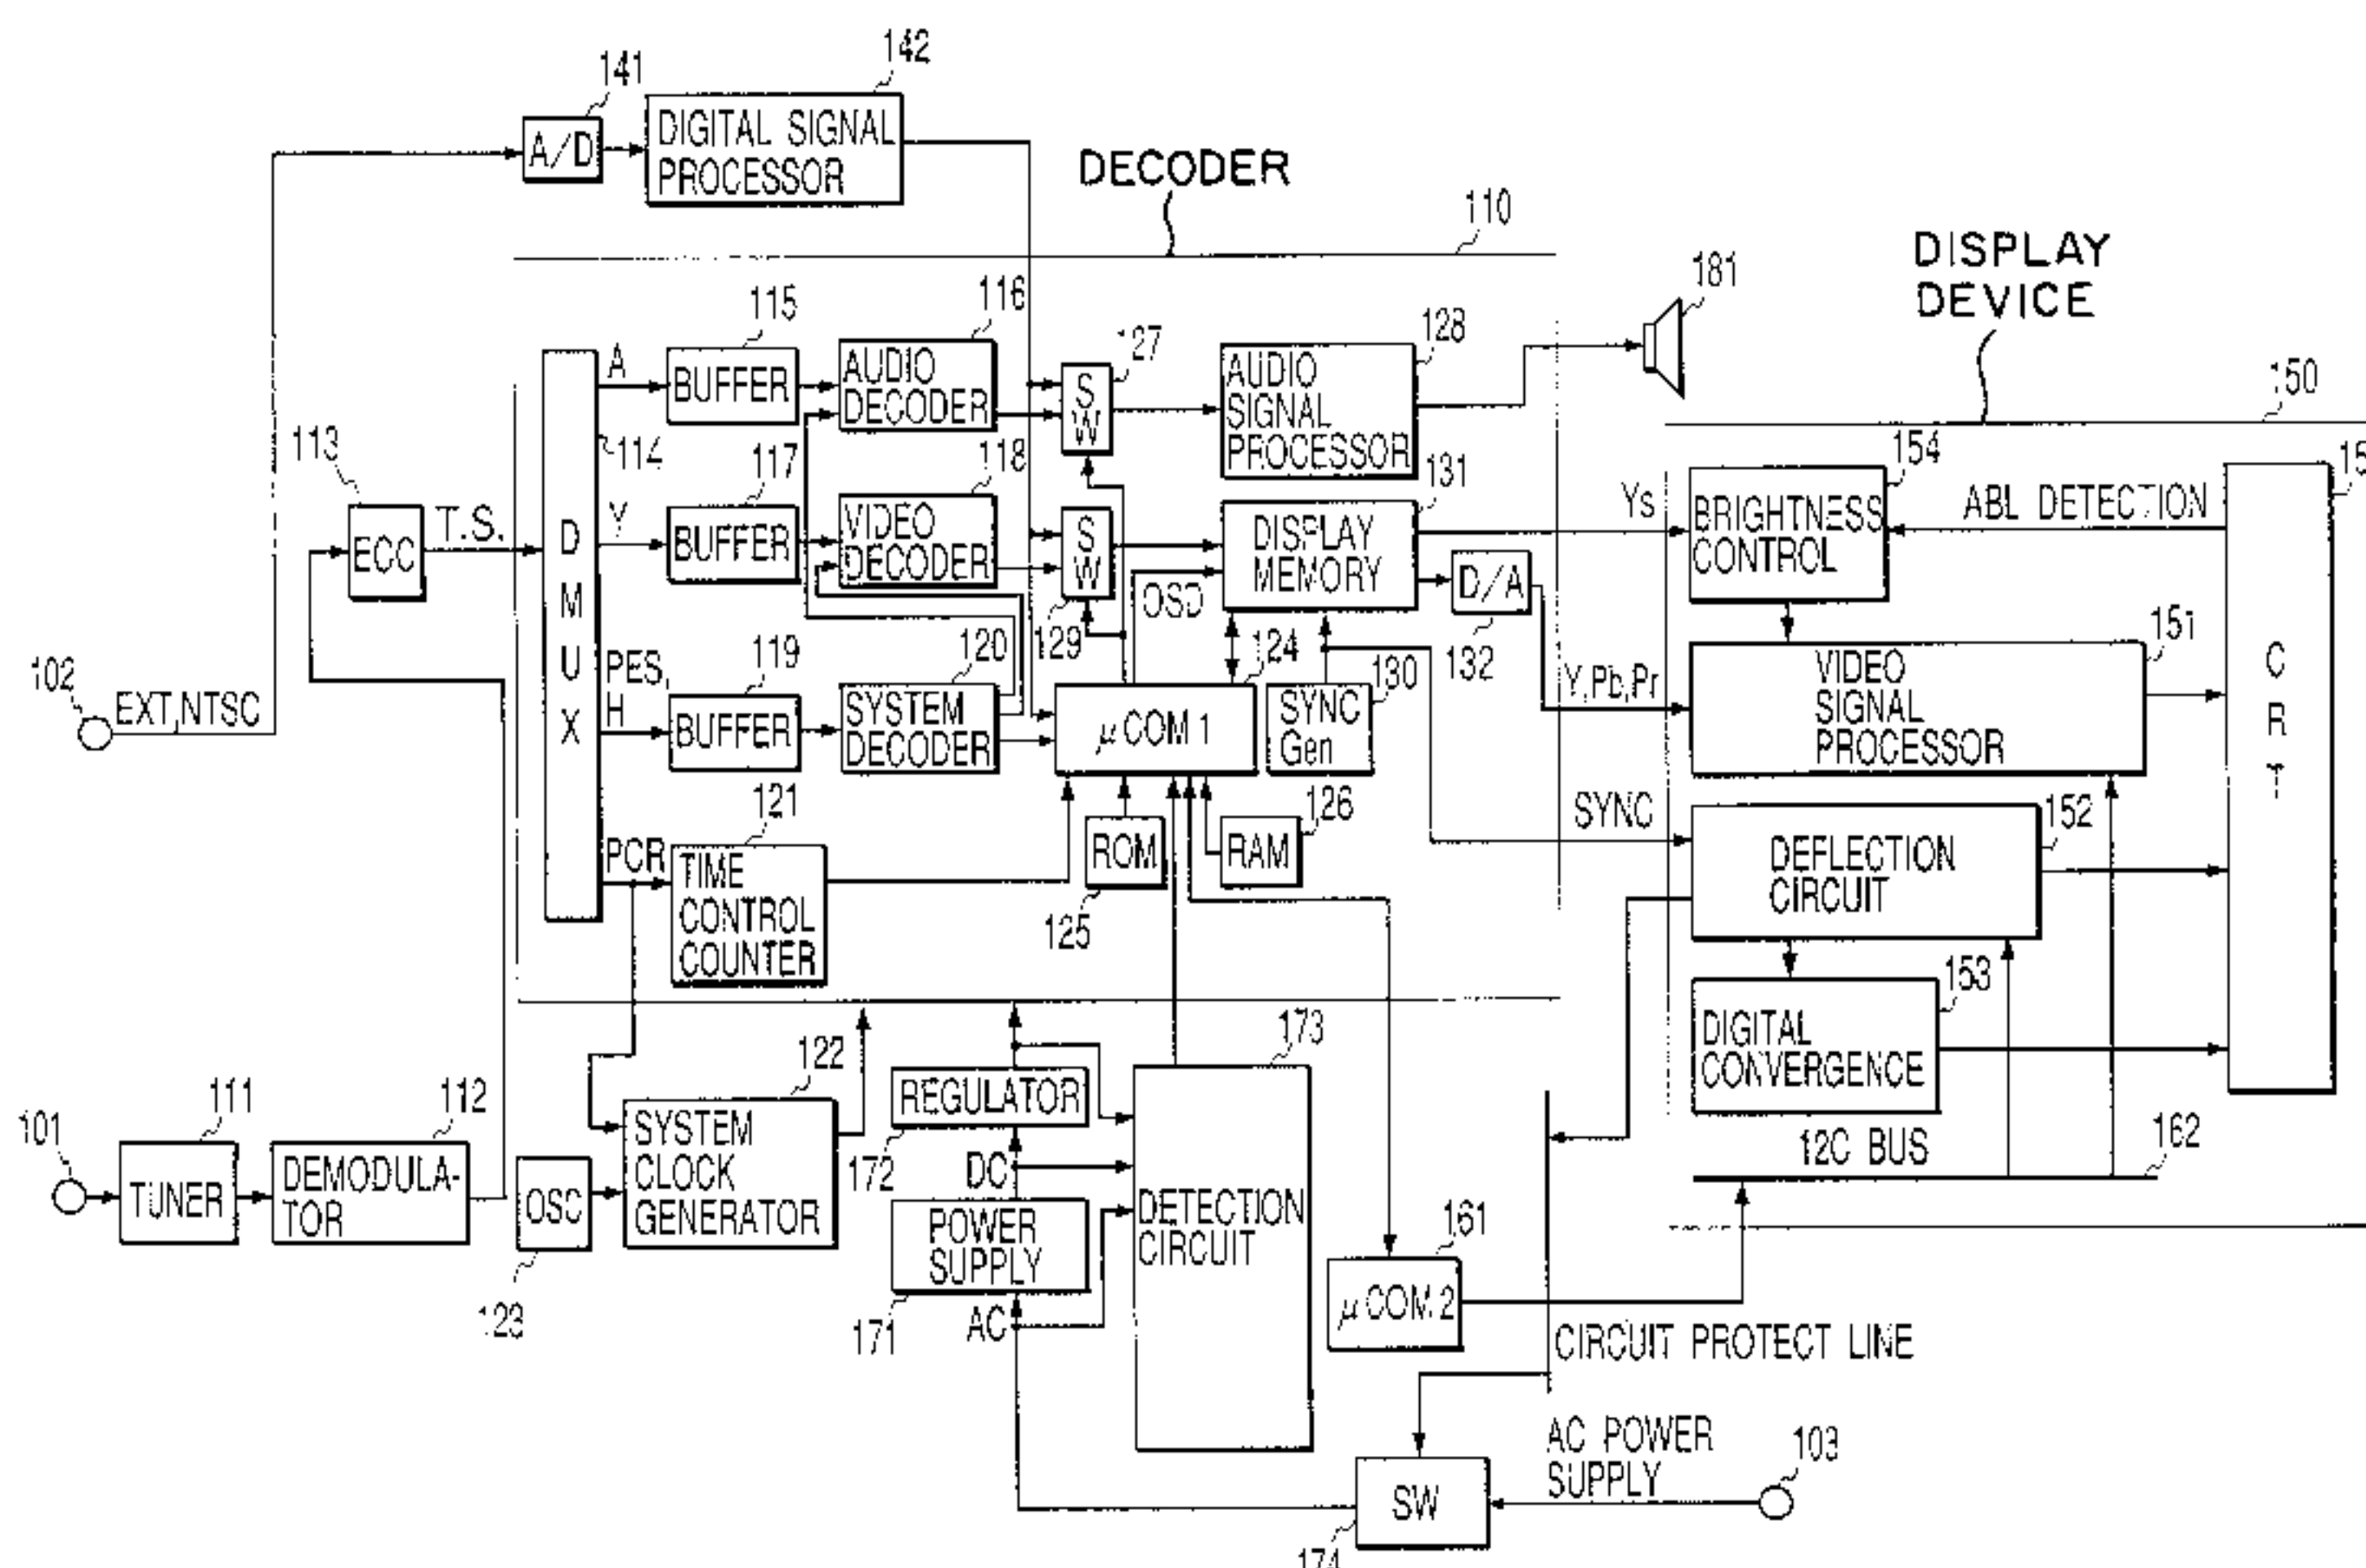 142
141
DIGITAL SIGNAL
PROCESSOR
A/D
DECODER
110
DISPLAY
DEVICE
181
115
116
127
128
150
A
BUFFER
AUDIO
DECODER
S
W
AUDIO
SIGNAL
PROCESSOR
113
114
117
118
131
154
ECC
T.S.
D
M
U
X
BUFFER
VIDEO
DECODER
S
W
129
DISPLAY
MEMORY
OSD
D/A
132
Ys
BRIGHTNESS
CONTROL
ABL DETECTION
C
R
T
102
EXT,NTSC
PES,
H
119
BUFFER
120
SYSTEM
DECODER
124
μCOM 1
130
SYNC
Gen
Y,Pb,Pr
151
VIDEO
SIGNAL
PROCESSOR
121
PCR
TIME
CONTROL
COUNTER
ROM
125
RAM
126
SYNC
152
DEFLECTION
CIRCUIT
153
DIGITAL
CONVERGENCE
101
111
TUNER
112
DEMODULA-
TOR
OSC
123
122
SYSTEM
CLOCK
GENERATOR
REGULATOR
172
DC
POWER
SUPPLY
171
AC
173
DETECTION
CIRCUIT
161
μCOM 2
12C BUS
162
CIRCUIT PROTECT LINE
SW
174
AC POWER
SUPPLY
103